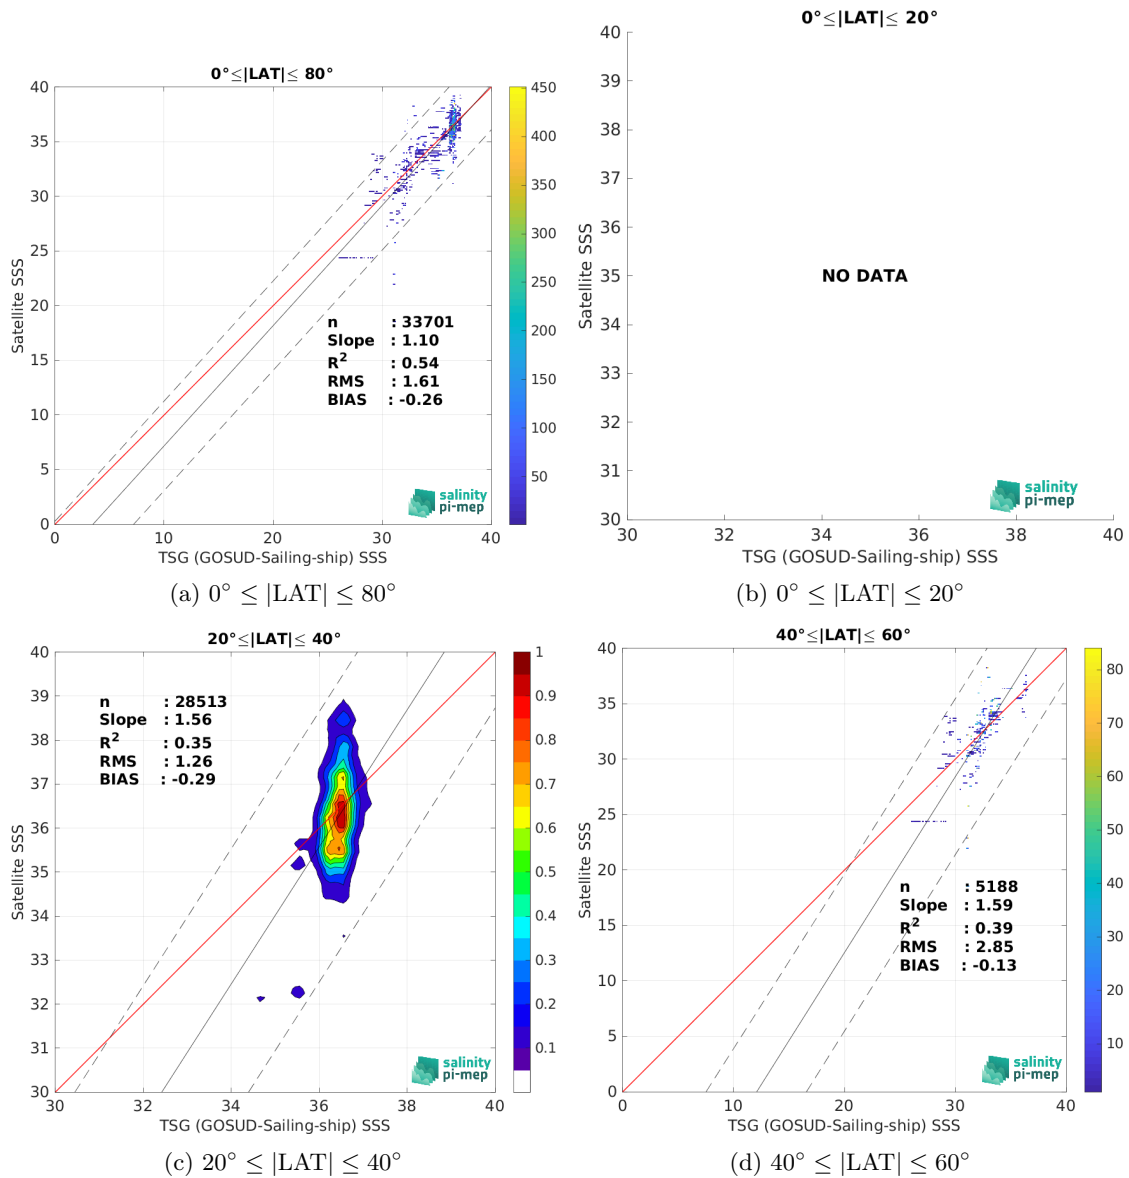 0°≤|LAT|≤ 80°
40
35
30
25
20
15
10
5
0
0
10
20
30
40
Satellite SSS
TSG (GOSUD-Sailing-ship) SSS
n : 33701
Slope : 1.10
R2 : 0.54
RMS : 1.61
BIAS : -0.26
salinity
pi-mep
450
400
350
300
250
200
150
100
50
(a) 0° ≤ |LAT| ≤ 80°
0°≤|LAT|≤ 20°
40
39
38
37
36
35
34
33
32
31
30
30
32
34
36
38
40
Satellite SSS
TSG (GOSUD-Sailing-ship) SSS
NO DATA
salinity
pi-mep
(b) 0° ≤ |LAT| ≤ 20°
20°≤|LAT|≤ 40°
40
39
38
37
36
35
34
33
32
31
30
30
32
34
36
38
40
Satellite SSS
TSG (GOSUD-Sailing-ship) SSS
n : 28513
Slope : 1.56
R2 : 0.35
RMS : 1.26
BIAS : -0.29
salinity
pi-mep
1
0.9
0.8
0.7
0.6
0.5
0.4
0.3
0.2
0.1
(c) 20° ≤ |LAT| ≤ 40°
40°≤|LAT|≤ 60°
40
35
30
25
20
15
10
5
0
0
10
20
30
40
Satellite SSS
TSG (GOSUD-Sailing-ship) SSS
n : 5188
Slope : 1.59
R2 : 0.39
RMS : 2.85
BIAS : -0.13
salinity
pi-mep
80
70
60
50
40
30
20
10
(d) 40° ≤ |LAT| ≤ 60°